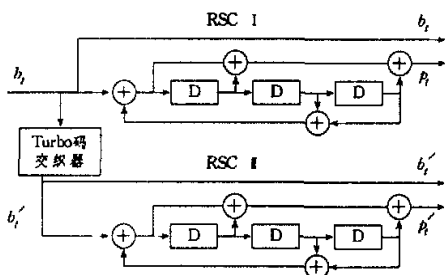 RSC I
b_t
b_t
p_t
D D D
Turbo码
交织器
RSC II
b_t'
b_t'
p_t'
D D D